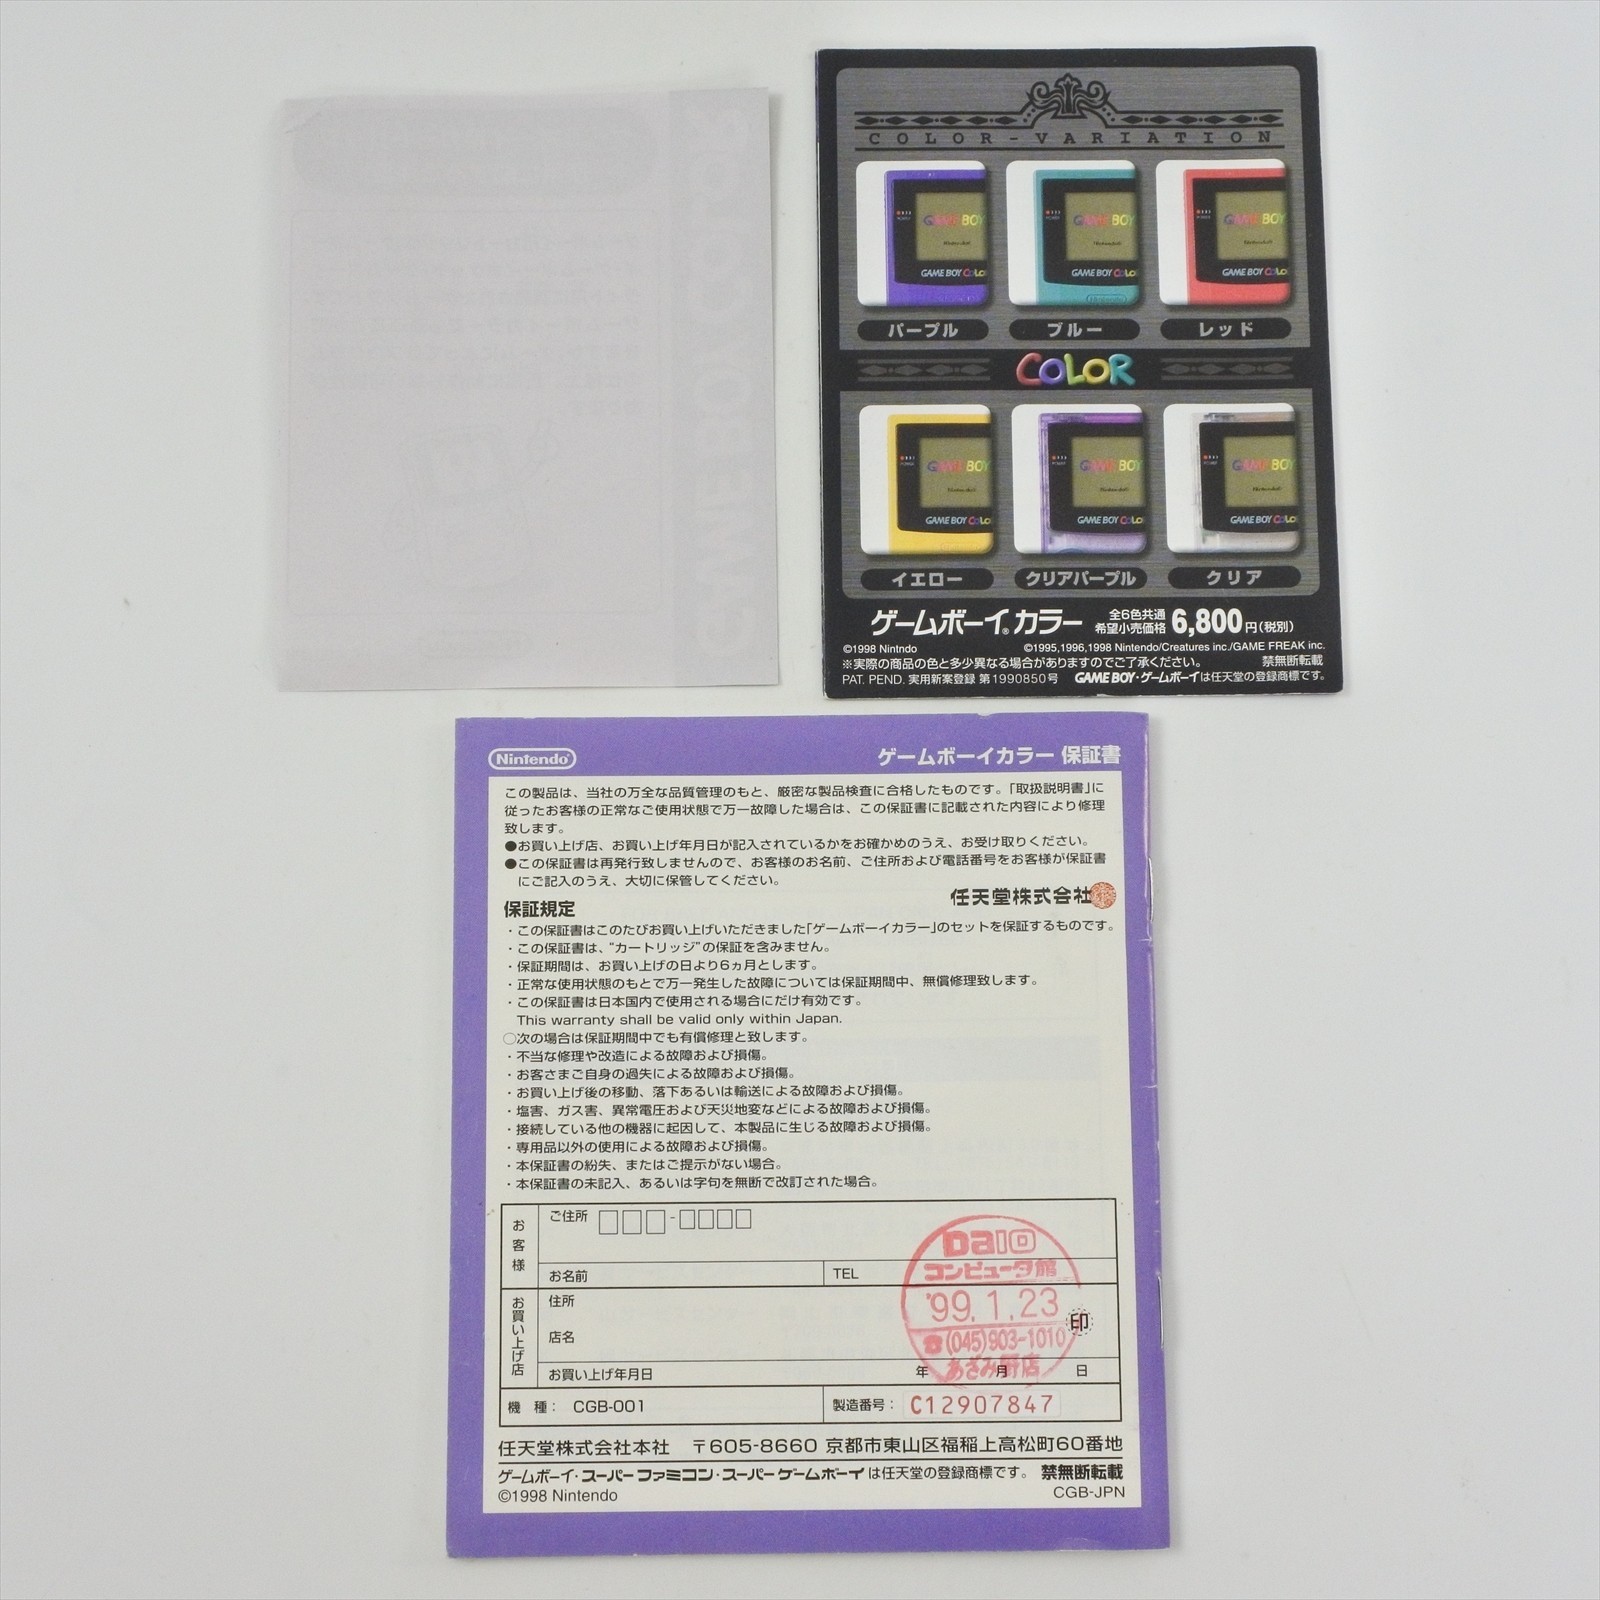 COLOR-VARIATION
GAME BOY
Nintendo
GAME BOY COLO
GAME BOY
Nintendo
GAME BOY COLO
Nintendo
GAME BOY
Nintendo
GAME BOY COLO
パープル
ブルー
レッド
COLOR
GAME BOY
Nintendo
GAME BOY COLO
GAME BOY
Nintendo
GAME BOY COLO
GAME BOY
Nintendo
GAME BOY COLO
イエロー
クリアパープル
クリア
ゲームボーイ®カラー 全6色共通 希望小売価格 6,800円(税別)
©1998 Nintndo ©1995,1996,1998 Nintendo/Creatures inc./GAME FREAK inc.
※実際の商品の色と多少異なる場合がありますのでご了承ください。 禁無断転載
PAT. PEND. 実用新案登録 第1990850号 GAME BOY・ゲームボーイは任天堂の登録商標です。
Nintendo® ゲームボーイカラー 保証書
この製品は、当社の万全な品質管理のもと、厳密な製品検査に合格したものです。「取扱説明書」に
従ったお客様の正常なご使用状態で万一故障した場合は、この保証書に記載された内容により修理
致します。
●お買い上げ店、お買い上げ年月日が記入されているかをお確かめのうえ、お受け取りください。
●この保証書は再発行致しませんので、お客様のお名前、ご住所および電話番号をお客様が保証書
にご記入のうえ、大切に保管してください。
任天堂株式会社
保証規定
・この保証書はこのたびお買い上げいただきました「ゲームボーイカラー」のセットを保証するものです。
・この保証書は、“カートリッジ”の保証を含みません。
・保証期間は、お買い上げの日より6ヵ月とします。
・正常な使用状態のもとで万一発生した故障については保証期間中、無償修理致します。
・この保証書は日本国内で使用される場合にだけ有効です。
This warranty shall be valid only within Japan.
○次の場合は保証期間中でも有償修理と致します。
・不当な修理や改造による故障および損傷。
・お客さまご自身の過失による故障および損傷。
・お買い上げ後の移動、落下あるいは輸送による故障および損傷。
・塩害、ガス害、異常電圧および天災地変などによる故障および損傷。
・接続している他の機器に起因して、本製品に生じる故障および損傷。
・専用品以外の使用による故障および損傷。
・本保証書の紛失、またはご提示がない場合。
・本保証書の未記入、あるいは字句を無断で改訂された場合。
お客様
ご住所 □□□-□□□□
お名前 TEL
お買い上げ店
住所
店名 印
お買い上げ年月日 年 月 日
DaIO
コンピュータ館
'99.1.23
☎(045)903-1010
あざみ野店
機 種： CGB-001 製造番号： C12907847
任天堂株式会社本社 〒605-8660 京都市東山区福稲上高松町60番地
ゲームボーイ・スーパーファミコン・スーパーゲームボーイは任天堂の登録商標です。 禁無断転載
©1998 Nintendo CGB-JPN